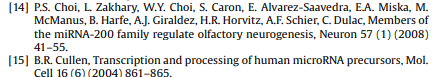 [14] P.S. Choi, L. Zakhary, W.Y. Choi, S. Caron, E. Alvarez-Saavedra, E.A. Miska, M.
McManus, B. Harfe, A.J. Giraldez, H.R. Horvitz, A.F. Schier, C. Dulac, Members of
the miRNA-200 family regulate olfactory neurogenesis, Neuron 57 (1) (2008)
41–55.
[15] B.R. Cullen, Transcription and processing of human microRNA precursors, Mol.
Cell 16 (6) (2004) 861–865.